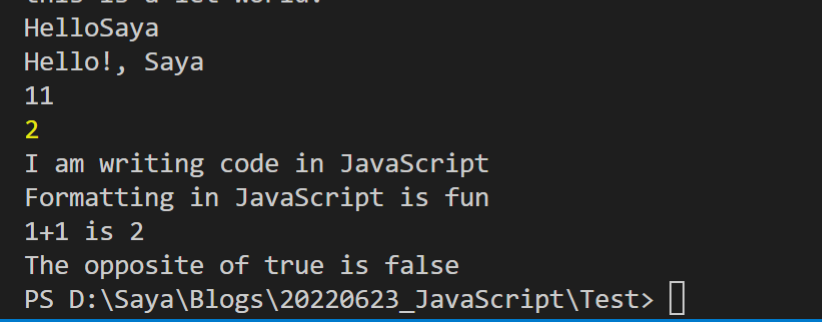 HelloSaya
Hello!, Saya
11
2
I am writing code in JavaScript
Formatting in JavaScript is fun
1+1 is 2
The opposite of true is false
PS D:\Saya\Blogs\20220623_JavaScript\Test>